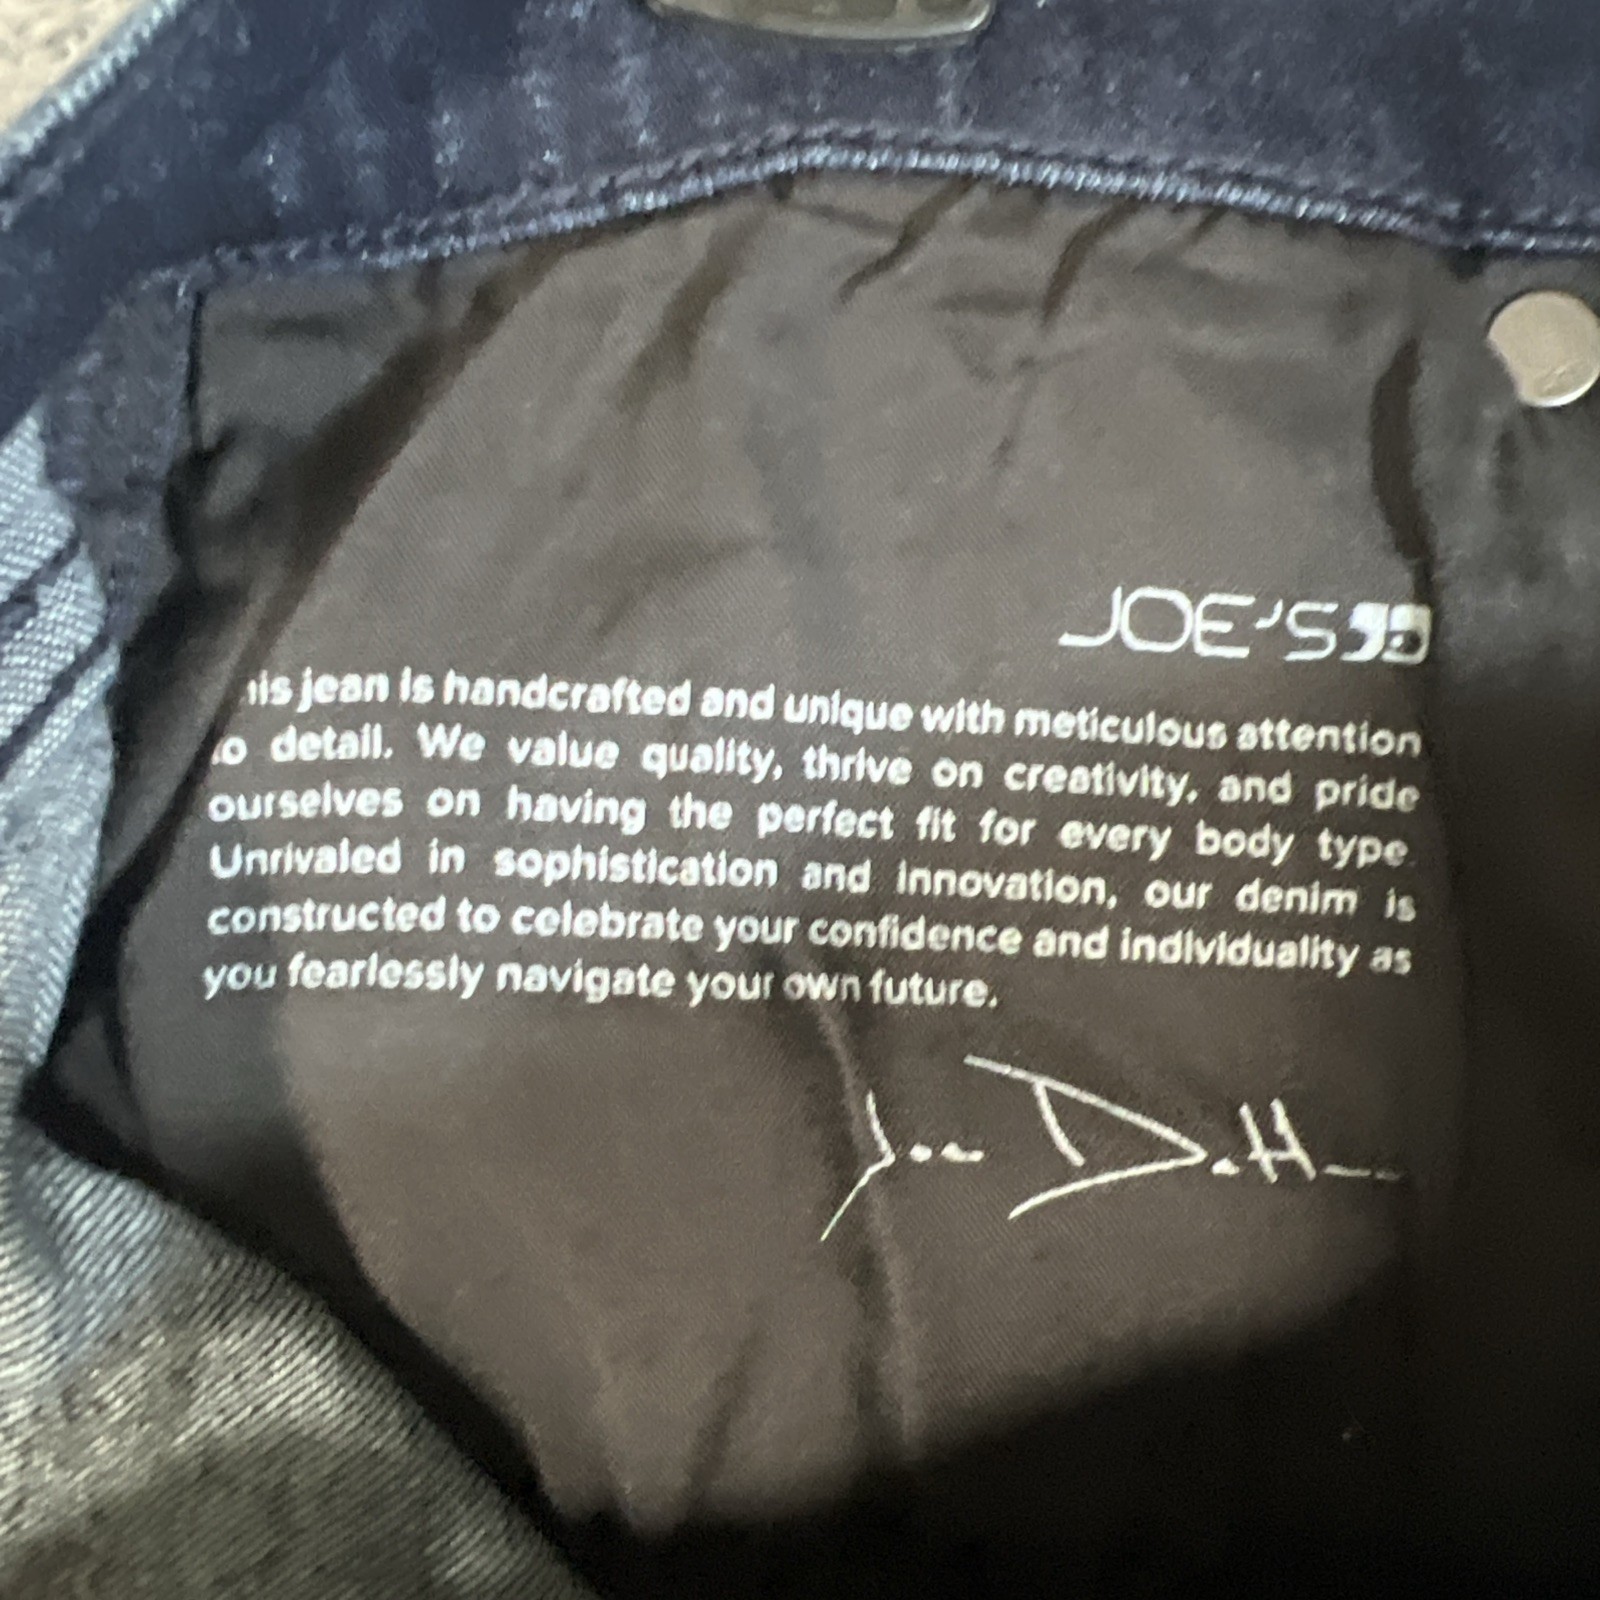 JOE'S
is jean is handcrafted and unique with meticulous attention
to detail. We value quality, thrive on creativity, and pride
ourselves on having the perfect fit for every body type.
Unrivaled in sophistication and innovation, our denim is
constructed to celebrate your confidence and individuality as
you fearlessly navigate your own future.
Joe